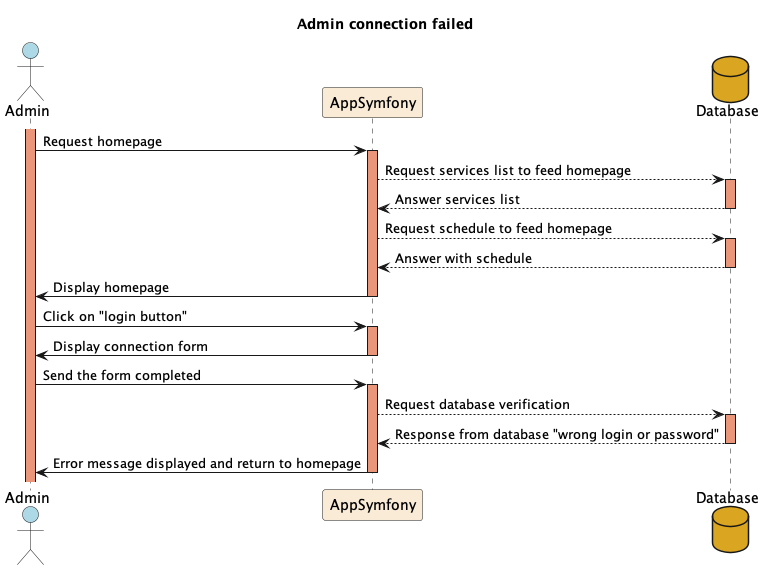 Admin connection failed
Admin
AppSymfony
Database
Request homepage
Request services list to feed homepage
Answer services list
Request schedule to feed homepage
Answer with schedule
Display homepage
Click on "login button"
Display connection form
Send the form completed
Request database verification
Response from database "wrong login or password"
Error message displayed and return to homepage
Admin
AppSymfony
Database